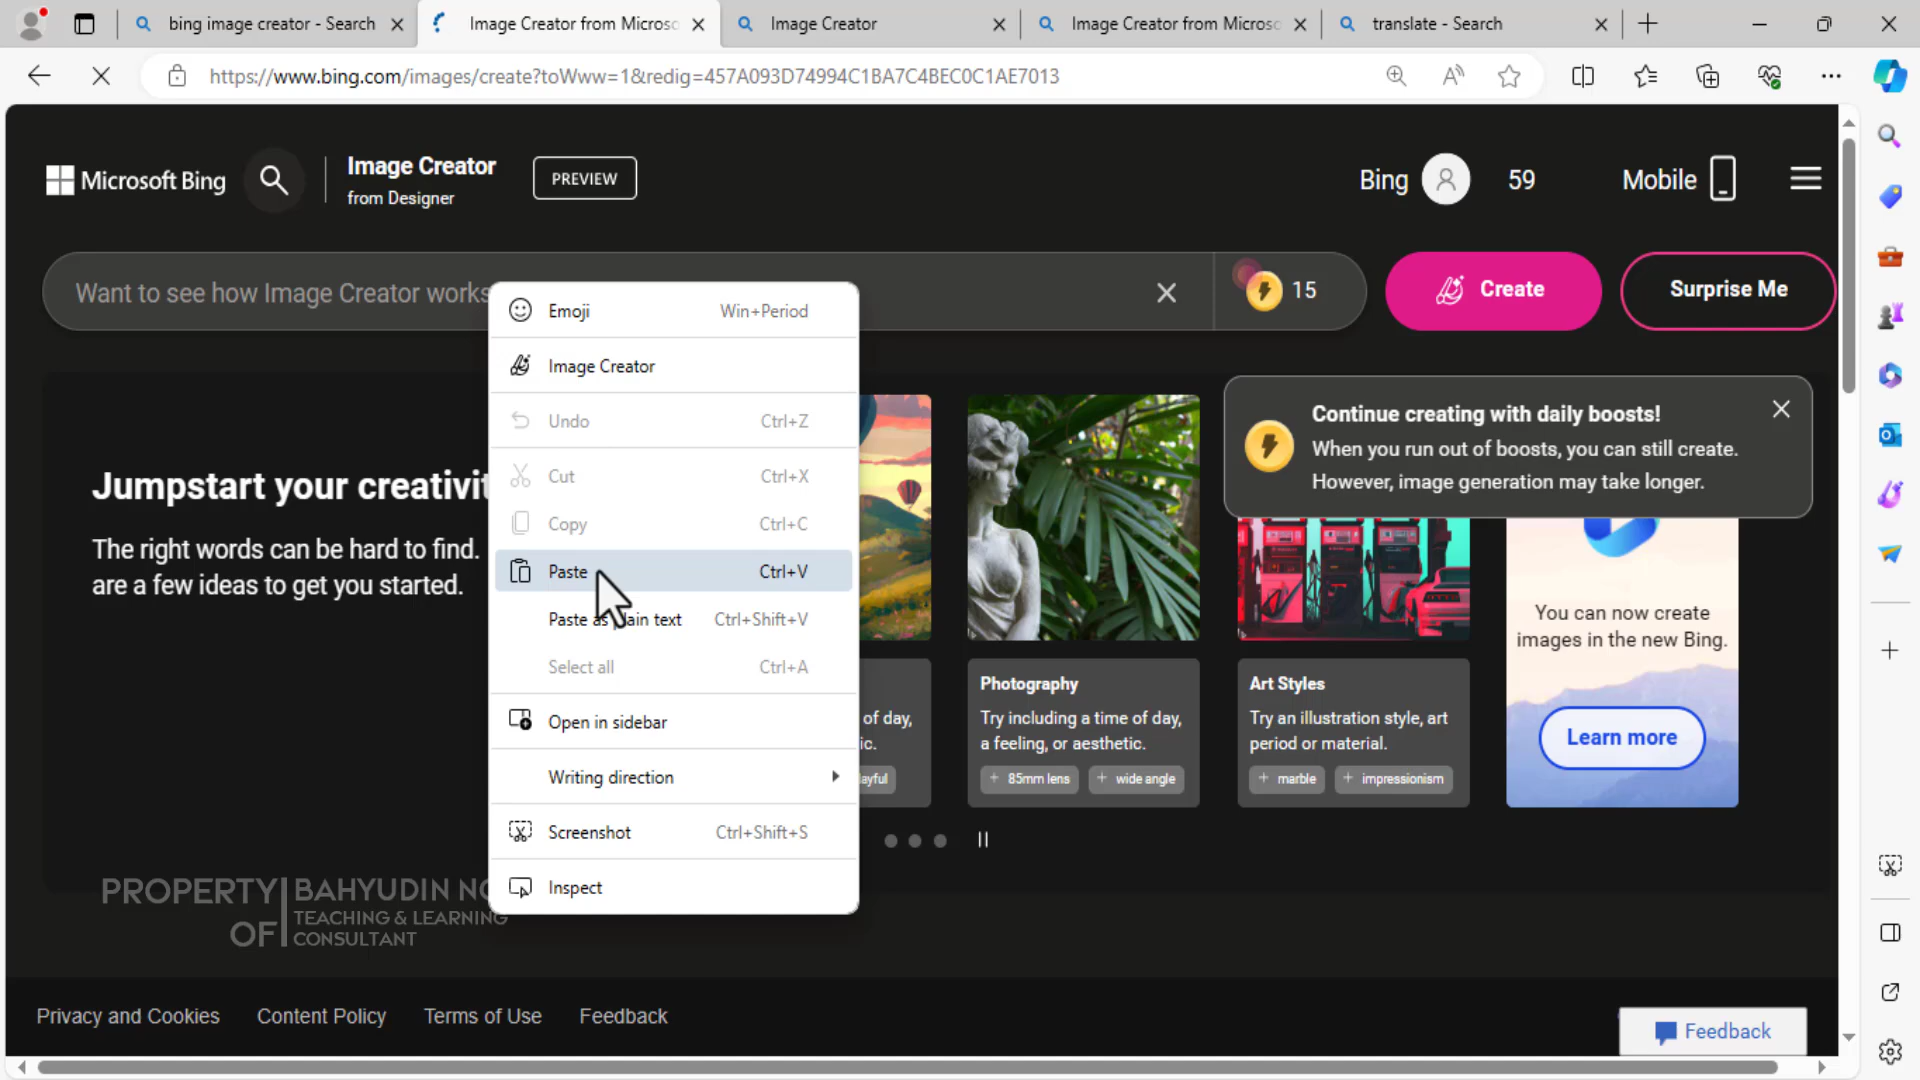 bing image creator - Search
Image Creator from Micros
Image Creator
Image Creator from Micros
translate - Search
https://www.bing.com/images/create?toWww=1&redig=457A093D74994C1BA7C4BEC0C1AE7013
Microsoft Bing
Image Creator
from Designer
PREVIEW
Bing
59
Mobile
Want to see how Image Creator works
15
Create
Surprise Me
Emoji Win+Period
Image Creator
Undo Ctrl+Z
Cut Ctrl+X
Copy Ctrl+C
Paste Ctrl+V
Paste as plain text Ctrl+Shift+V
Select all Ctrl+A
Open in sidebar
Writing direction
Screenshot Ctrl+Shift+S
Inspect
Continue creating with daily boosts!
When you run out of boosts, you can still create.
However, image generation may take longer.
Jumpstart your creativit
The right words can be hard to find.
are a few ideas to get you started.
of day,
ic.
layful
Photography
Try including a time of day,
a feeling, or aesthetic.
+ 85mm lens + wide angle
Art Styles
Try an illustration style, art
period or material.
+ marble + impressionism
You can now create
images in the new Bing.
Learn more
PROPERTY OF
BAHYUDIN NO
TEACHING & LEARNING
CONSULTANT
Privacy and Cookies Content Policy Terms of Use Feedback
Feedback